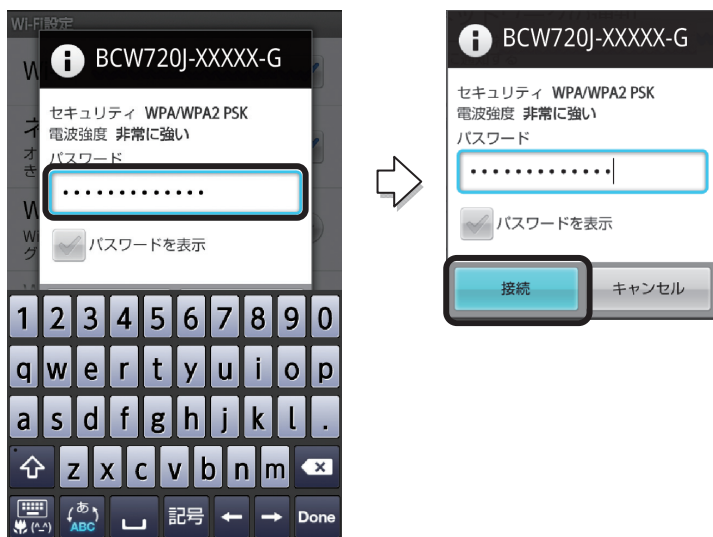 Wi-Fi設定
BCW720J-XXXXX-G
セキュリティ WPA/WPA2 PSK
電波強度 非常に強い
パスワード
•••••••••••••
パスワードを表示
1 2 3 4 5 6 7 8 9 0
q w e r t y u i o p
a s d f g h j k l .
z x c v b n m
(^_^) あ ABC 記号 ← → Done
BCW720J-XXXXX-G
セキュリティ WPA/WPA2 PSK
電波強度 非常に強い
パスワード
•••••••••••••
パスワードを表示
接続 キャンセル